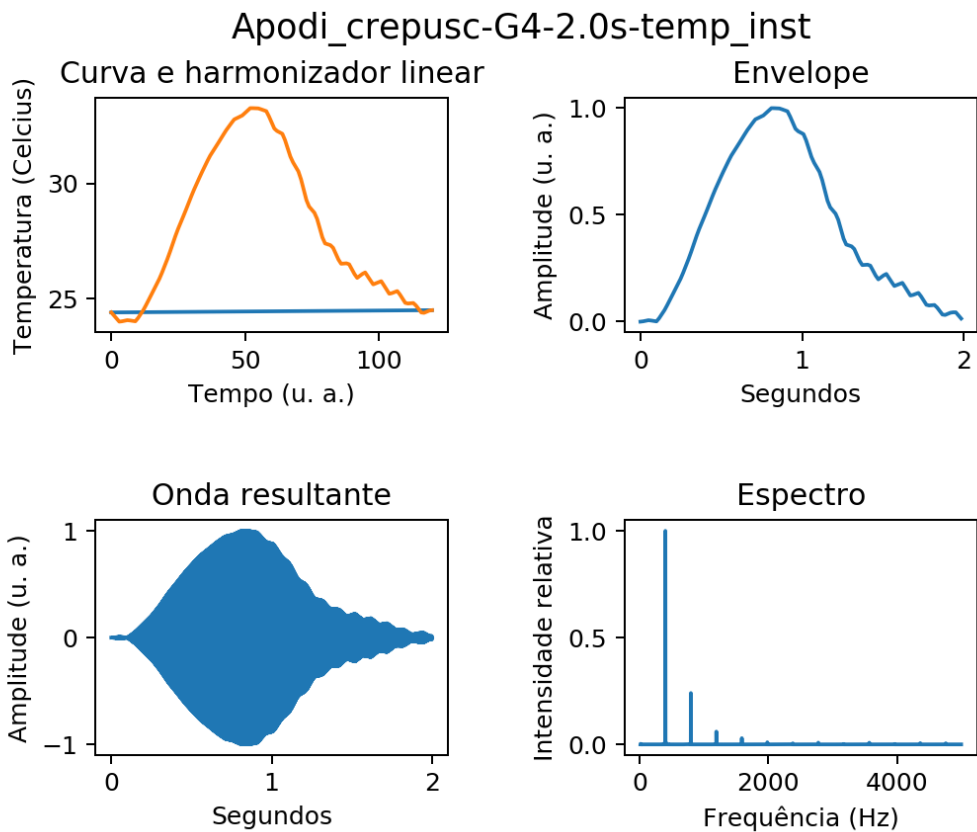 Apodi_crepusc-G4-2.0s-temp_inst
Curva e harmonizador linear
Temperatura (Celcius)
30
25
0
50
100
Tempo (u. a.)
Envelope
Amplitude (u. a.)
1.0
0.5
0.0
0
1
2
Segundos
Onda resultante
Amplitude (u. a.)
1
0
−1
0
1
2
Segundos
Espectro
Intensidade relativa
1.0
0.5
0.0
0
2000
4000
Frequência (Hz)